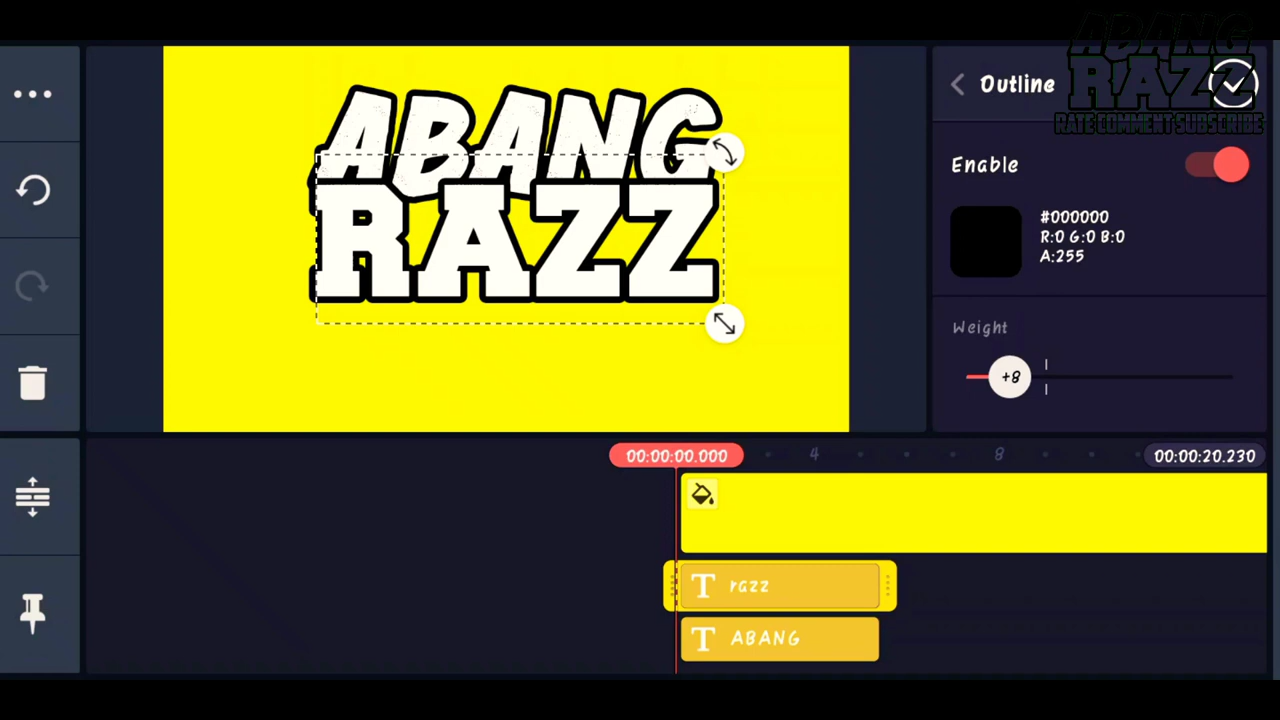 ABANG
RAZZ
ABANG
RAZZ
RATE COMMENT SUBSCRIBE
Outline
Enable
#000000
R:0 G:0 B:0
A:255
Weight
+8
00:00:00.000
4
8
00:00:20.230
T razz
T ABANG